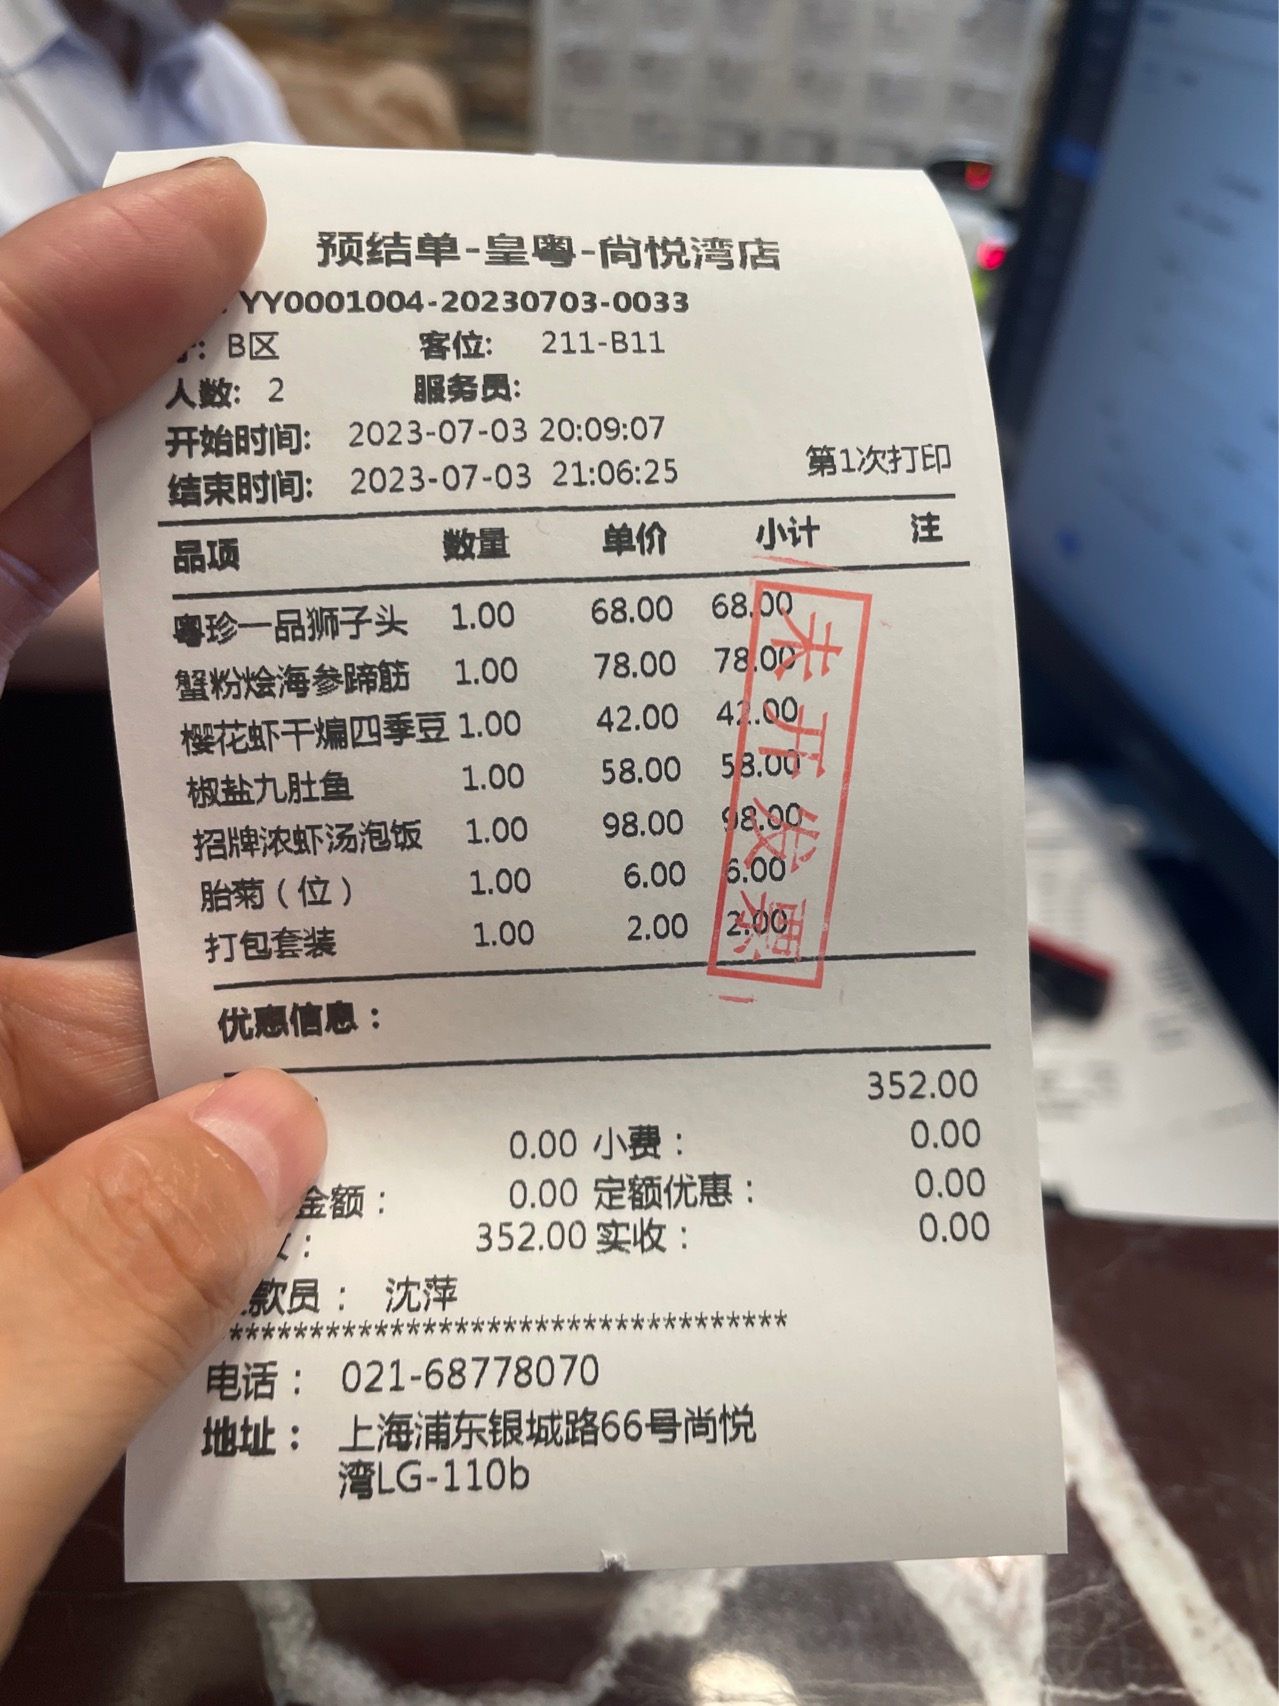 预结单-皇粤-尚悦湾店
YY0001004-20230703-0033
: B区 客位: 211-B11
人数: 2 服务员:
开始时间: 2023-07-03 20:09:07
结束时间: 2023-07-03 21:06:25 第1次打印
品项 数量 单价 小计 注
粤珍一品狮子头 1.00 68.00 68.00
蟹粉烩海参蹄筋 1.00 78.00 78.00
樱花虾干煸四季豆 1.00 42.00 42.00
椒盐九肚鱼 1.00 58.00 58.00
招牌浓虾汤泡饭 1.00 98.00 98.00
胎菊（位） 1.00 6.00 6.00
打包套装 1.00 2.00 2.00
未开发票
优惠信息：
352.00
0.00 小费： 0.00
金额： 0.00 定额优惠： 0.00
： 352.00 实收： 0.00
款员： 沈萍
***********************************
电话： 021-68778070
地址： 上海浦东银城路66号尚悦
湾LG-110b